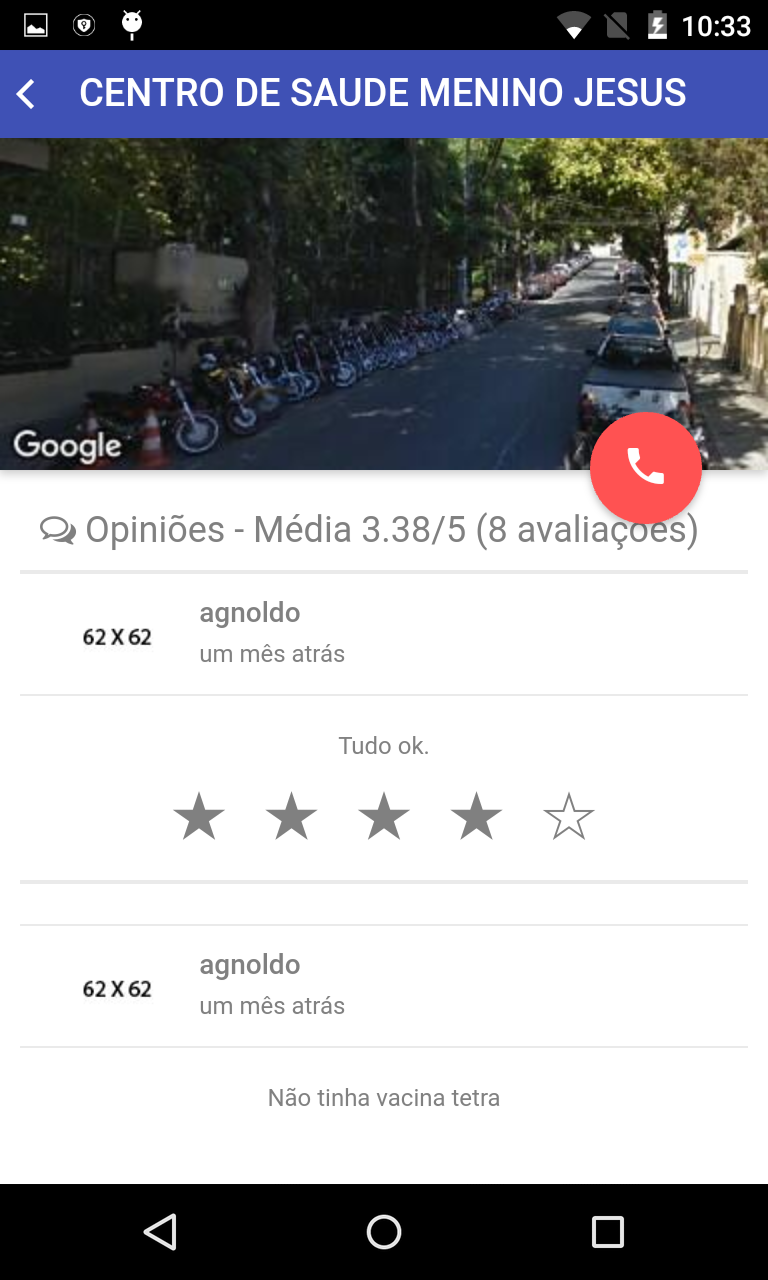 10:33
CENTRO DE SAUDE MENINO JESUS
Google
Opiniões - Média 3.38/5 (8 avaliações)
62 X 62
agnoldo
um mês atrás
Tudo ok.
62 X 62
agnoldo
um mês atrás
Não tinha vacina tetra